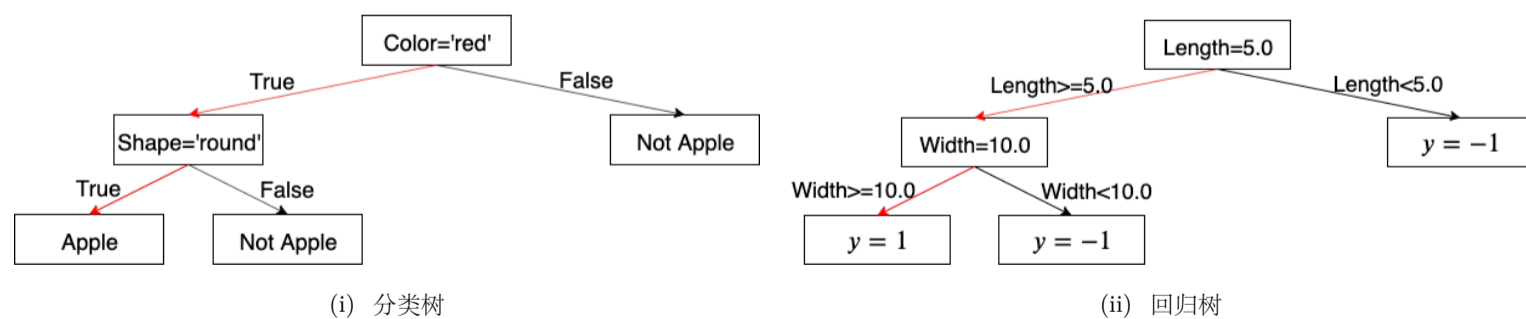 Color='red'
True
False
Shape='round'
Not Apple
True
False
Apple
Not Apple
(i) 分类树
Length=5.0
Length>=5.0
Length<5.0
Width=10.0
y = −1
Width>=10.0
Width<10.0
y = 1
y = −1
(ii) 回归树